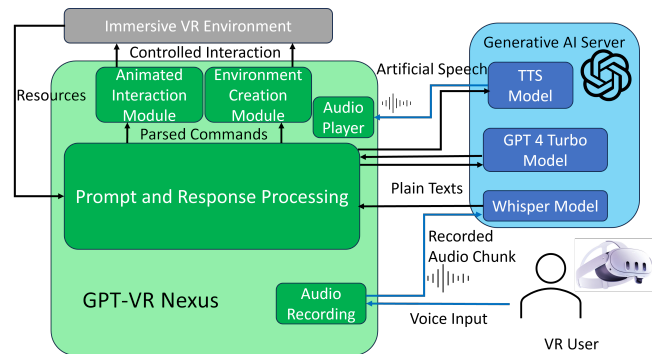 Immersive VR Environment
Controlled Interaction
Generative AI Server
Resources
Animated
Interaction
Module
Environment
Creation
Module
Artificial Speech
TTS
Model
Audio
Player
Parsed Commands
GPT 4 Turbo
Model
Prompt and Response Processing
Plain Texts
Whisper Model
Recorded
Audio Chunk
GPT-VR Nexus
Audio
Recording
Voice Input
VR User